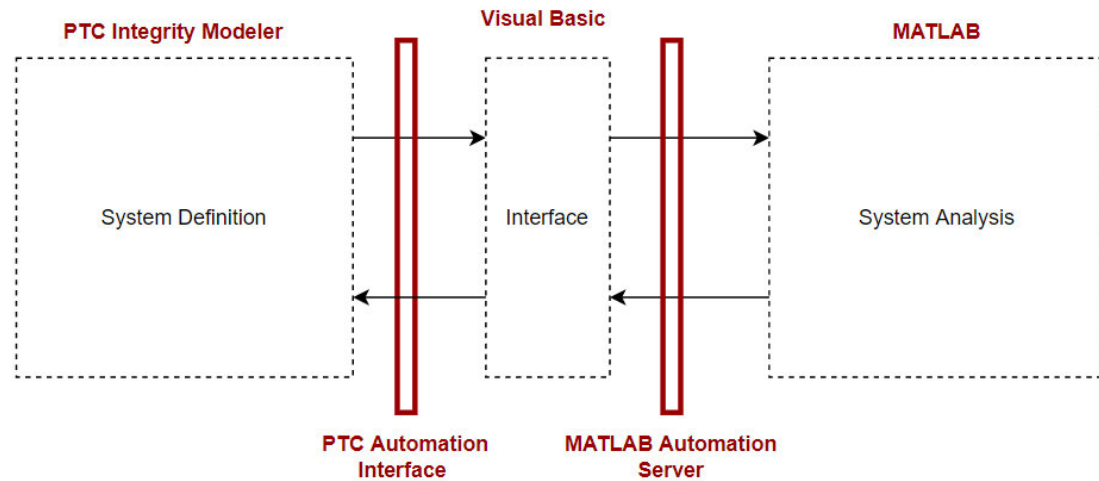 Visual Basic
PTC Integrity Modeler
MATLAB
System Definition
Interface
System Analysis
PTC Automation
Interface
MATLAB Automation
Server